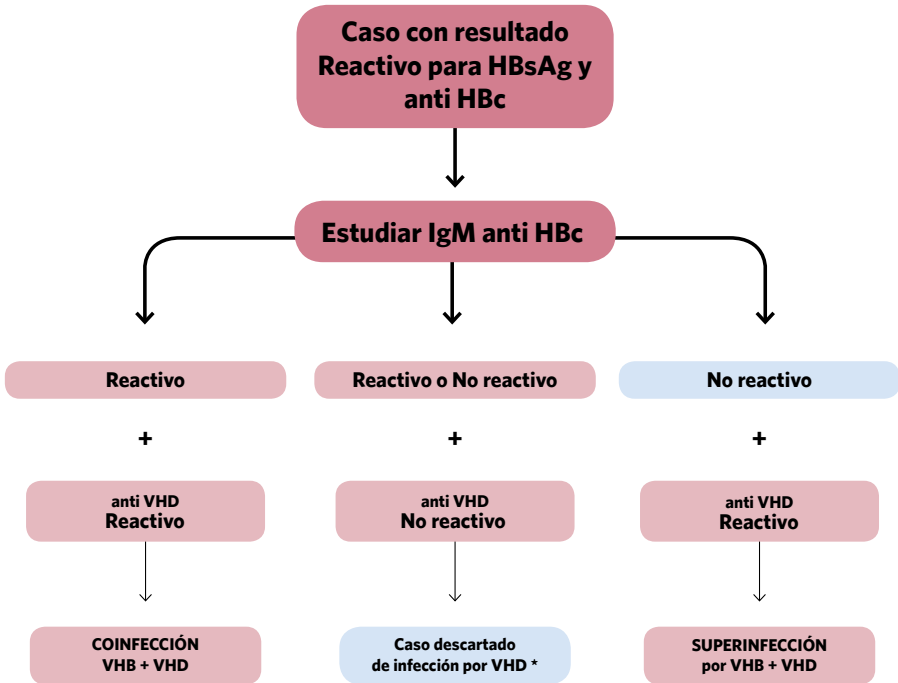 Caso con resultado
Reactivo para HBsAg y
anti HBc
Estudiar IgM anti HBc
Reactivo
Reactivo o No reactivo
No reactivo
+
+
+
anti VHD
Reactivo
anti VHD
No reactivo
anti VHD
Reactivo
COINFECCIÓN
VHB + VHD
Caso descartado
de infección por VHD *
SUPERINFECCIÓN
por VHB + VHD